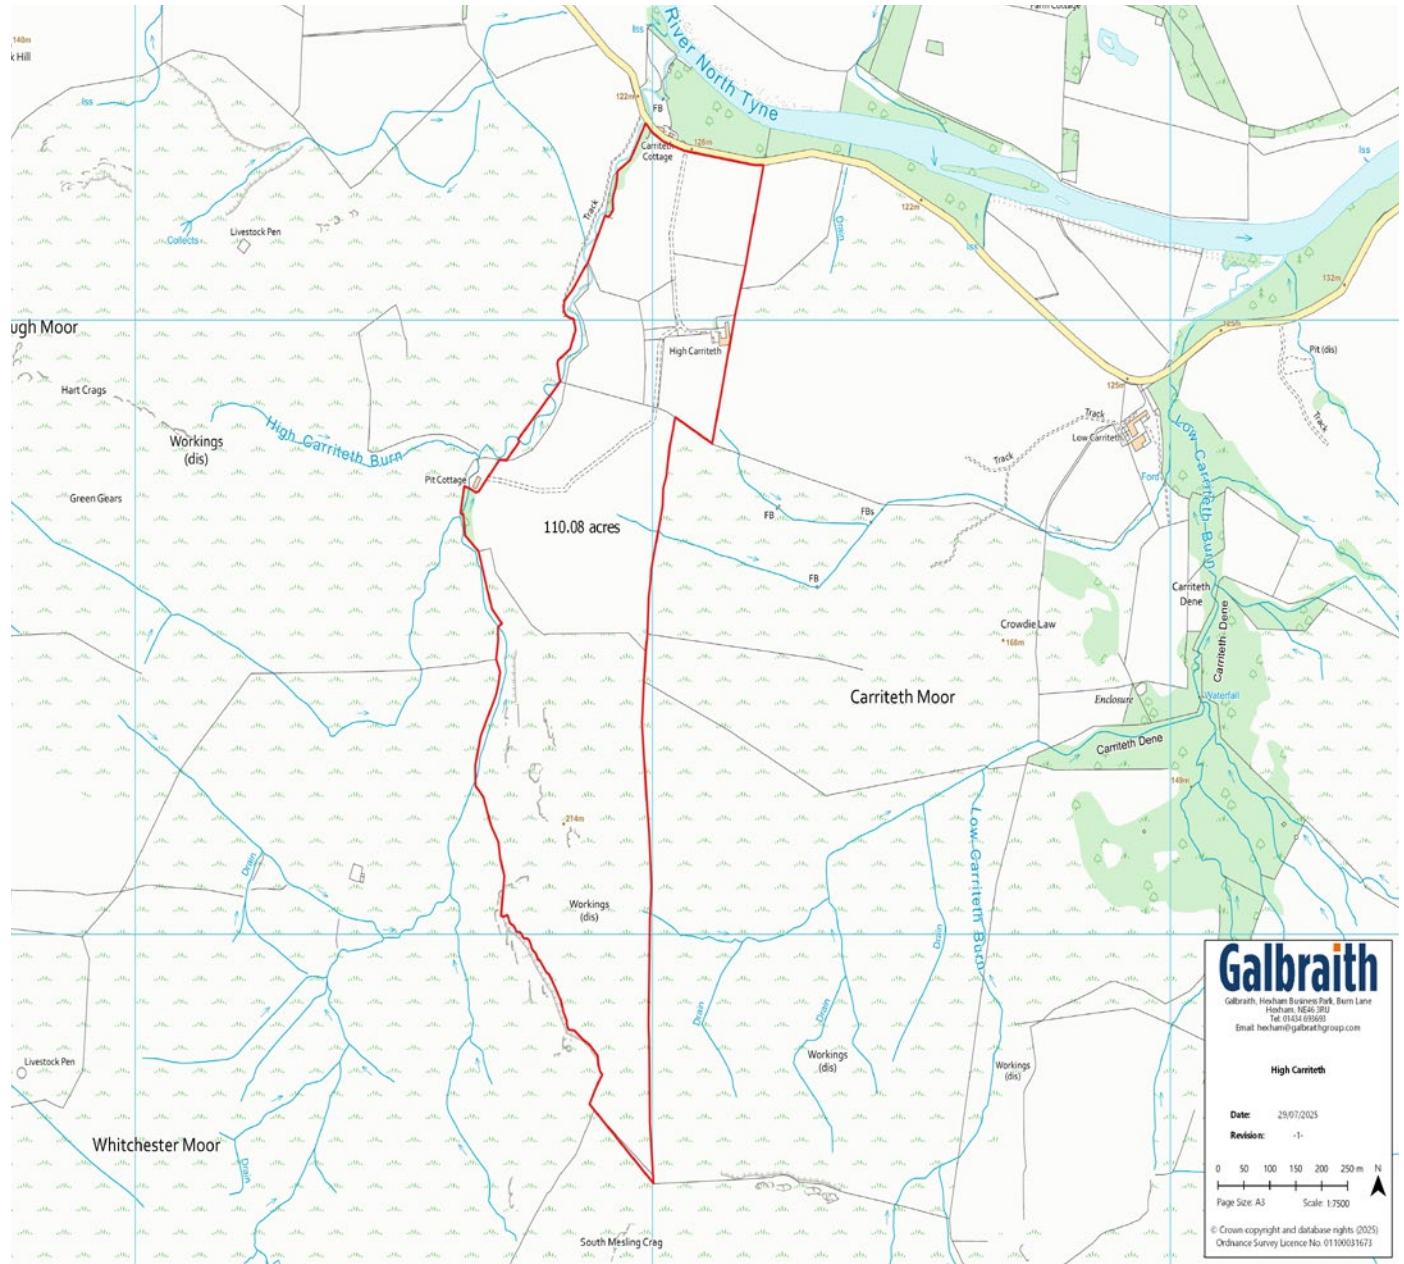 Farm Cottage
140m
k Hill
Iss
River North Tyne
122m
FB
126m
Carriteth
Cottage
Iss
Iss
Track
122m
Drain
Iss
Livestock Pen
Collects
132m
125m
ugh Moor
High Carriteth
Pit (dis)
Hart Crags
125m
Track
Track
High Carriteth Burn
Workings
(dis)
Low Carriteth
Track
Low Carriteth Burn
Pit Cottage
Ford
Green Gears
110.08 acres
FB
FBs
FB
Carriteth
Dene
Carriteth Dene
Crowdie Law
168m
Carriteth Moor
Enclosure
Waterfall
Carriteth Dene
149m
214m
Low Carriteth Burn
Drain
Workings
(dis)
Drain
Drain
Drain
Workings
(dis)
Workings
(dis)
Livestock Pen
Whitchester Moor
Drain
South Mesling Crag
Galbraith
Galbraith, Hexham Business Park, Burn Lane
Hexham, NE46 3RU
Tel: 01434 693693
Email: hexham@galbraithgroup.com
High Carriteth
Date: 29/07/2025
Revision: -1-
0 50 100 150 200 250 m N
Page Size: A3 Scale: 1:7500
© Crown copyright and database rights (2025)
Ordnance Survey Licence No. 01100031673